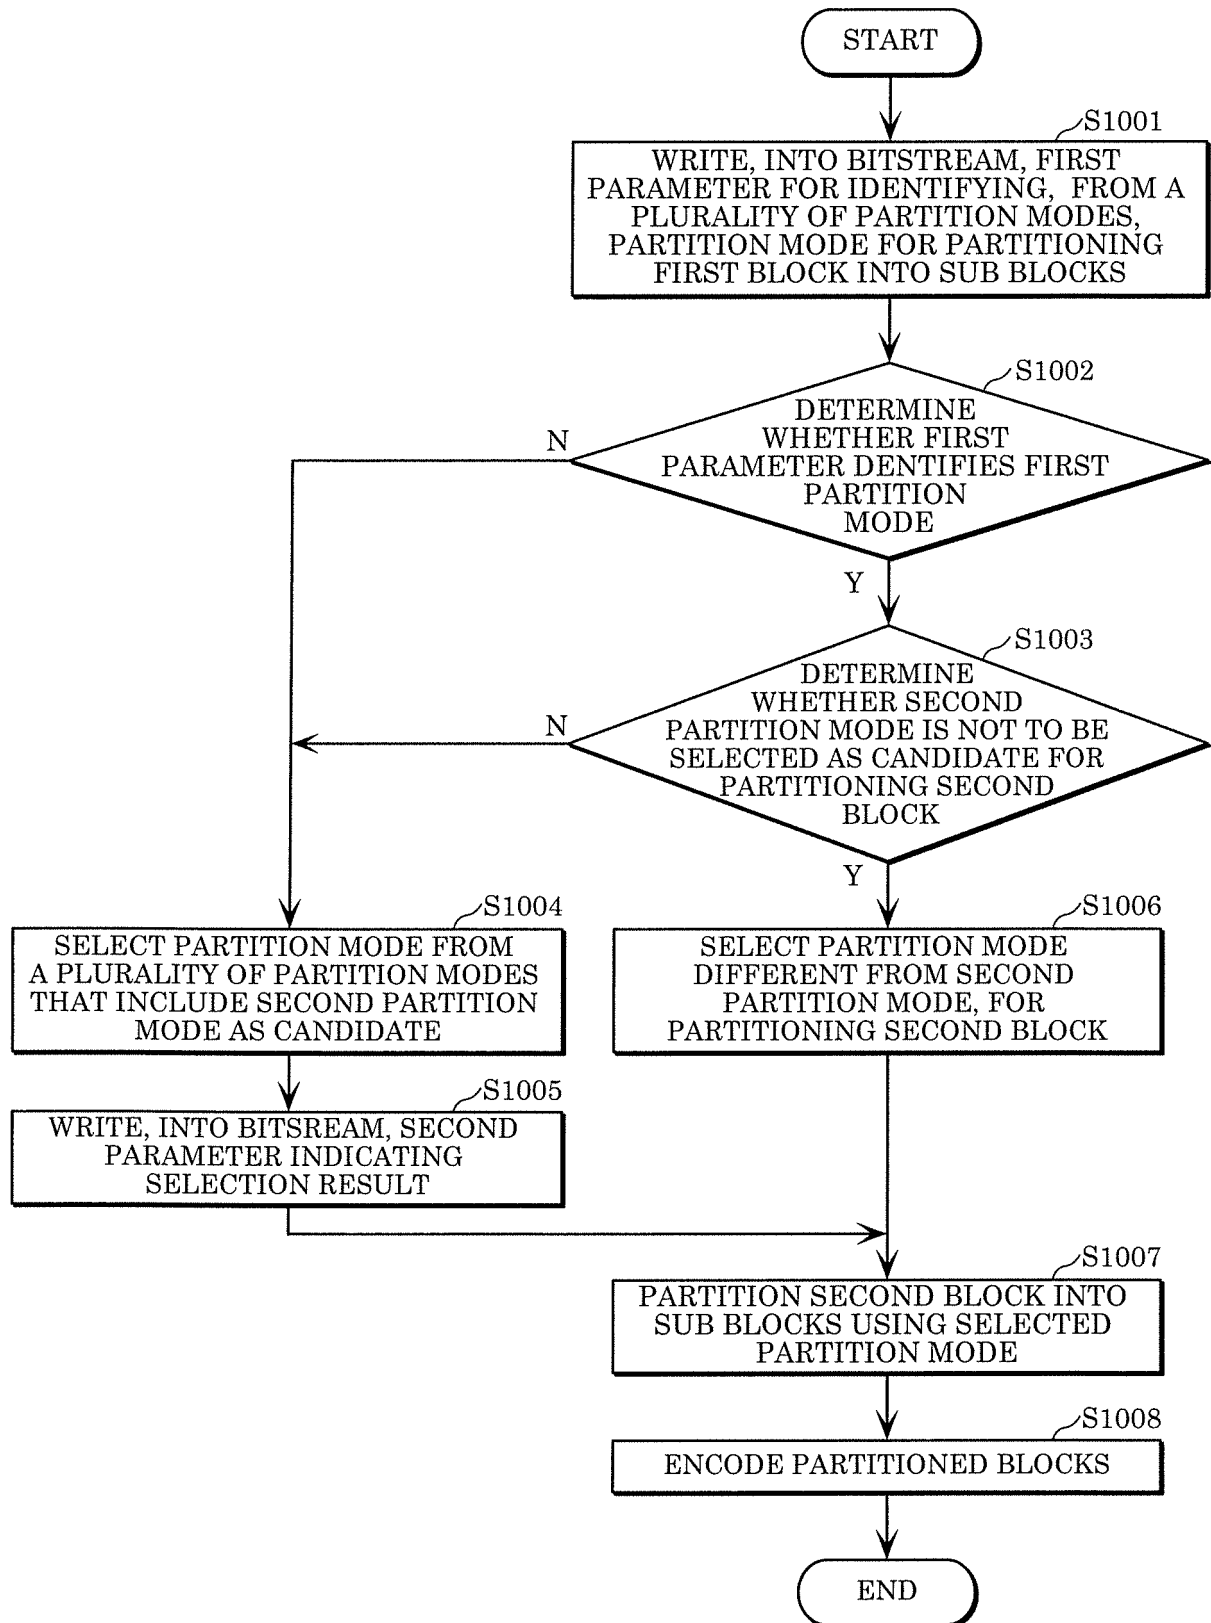 START
S1001
WRITE, INTO BITSTREAM, FIRST
PARAMETER FOR IDENTIFYING, FROM A
PLURALITY OF PARTITION MODES,
PARTITION MODE FOR PARTITIONING
FIRST BLOCK INTO SUB BLOCKS
S1002
DETERMINE
WHETHER FIRST
PARAMETER DENTIFIES FIRST
PARTITION
MODE
N
Y
S1003
DETERMINE
WHETHER SECOND
PARTITION MODE IS NOT TO BE
SELECTED AS CANDIDATE FOR
PARTITIONING SECOND
BLOCK
N
Y
S1004
SELECT PARTITION MODE FROM
A PLURALITY OF PARTITION MODES
THAT INCLUDE SECOND PARTITION
MODE AS CANDIDATE
S1006
SELECT PARTITION MODE
DIFFERENT FROM SECOND
PARTITION MODE, FOR
PARTITIONING SECOND BLOCK
S1005
WRITE, INTO BITSREAM, SECOND
PARAMETER INDICATING
SELECTION RESULT
S1007
PARTITION SECOND BLOCK INTO
SUB BLOCKS USING SELECTED
PARTITION MODE
S1008
ENCODE PARTITIONED BLOCKS
END